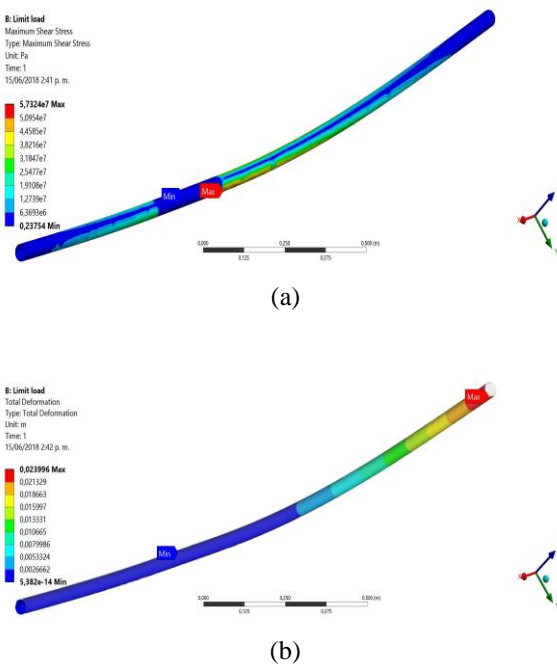 B: Limit load
Maximum Shear Stress
Type: Maximum Shear Stress
Unit: Pa
Time: 1
15/06/2018 2:41 p. m.
5,7324e7 Max
5,0954e7
4,4585e7
3,8216e7
3,1847e7
2,5477e7
1,9108e7
1,2739e7
6,3693e6
0,23754 Min
Min
Max
0,000
0,250
0,500 (m)
0,125
0,375
X
(a)
B: Limit load
Total Deformation
Type: Total Deformation
Unit: m
Time: 1
15/06/2018 2:42 p. m.
0,023996 Max
0,021329
0,018663
0,015997
0,013331
0,010665
0,0079986
0,0053324
0,0026662
5,382e-14 Min
Max
Min
0,000
0,250
0,500 (m)
0,125
0,375
X
(b)